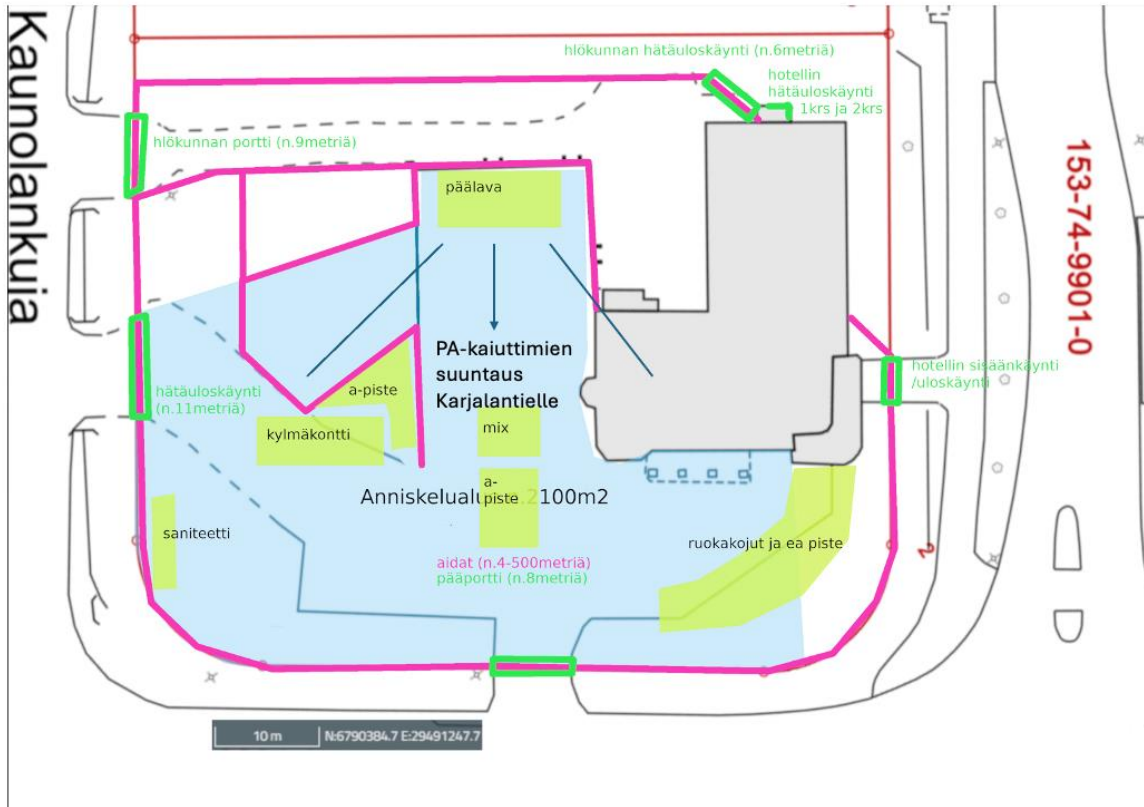 Kaunolankuja
hlökunnan hätäuloskäynti (n.6metriä)
hotellin
hätäuloskäynti
1krs ja 2krs
hlökunnan portti (n.9metriä)
päälava
153-74-9901-0
PA-kaiuttimien
suuntaus
Karjalantielle
hätäuloskäynti
(n.11metriä)
a-piste
kylmäkontti
mix
hotellin sisäänkäynti
/uloskäynti
a-
piste
2100m2
saniteetti
ruokakojut ja ea piste
2
aidat (n.4-500metriä)
pääportti (n.8metriä)
10 m
N:6790384.7 E:29491247.7